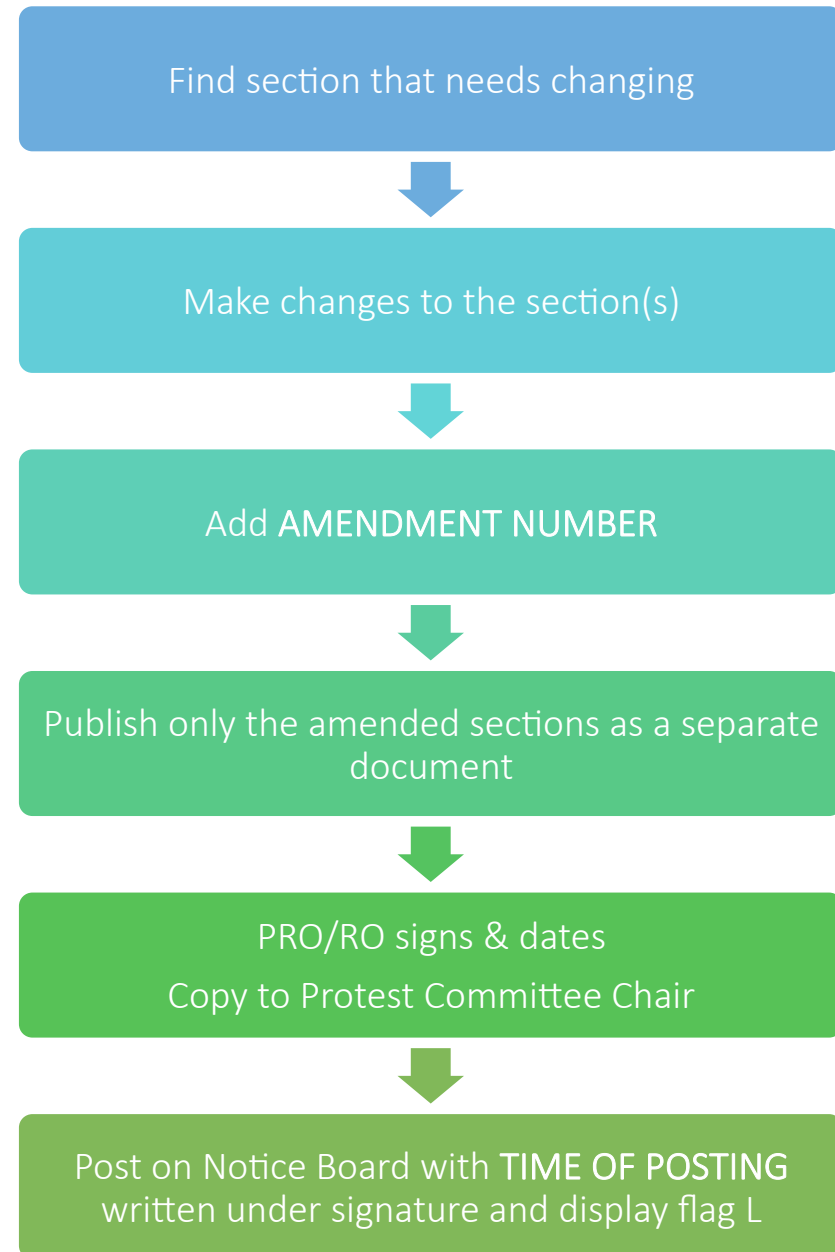 Find section that needs changing
Make changes to the section(s)
Add AMENDMENT NUMBER
Publish only the amended sections as a separate
document
PRO/RO signs & dates
Copy to Protest Committee Chair
Post on Notice Board with TIME OF POSTING
written under signature and display flag L